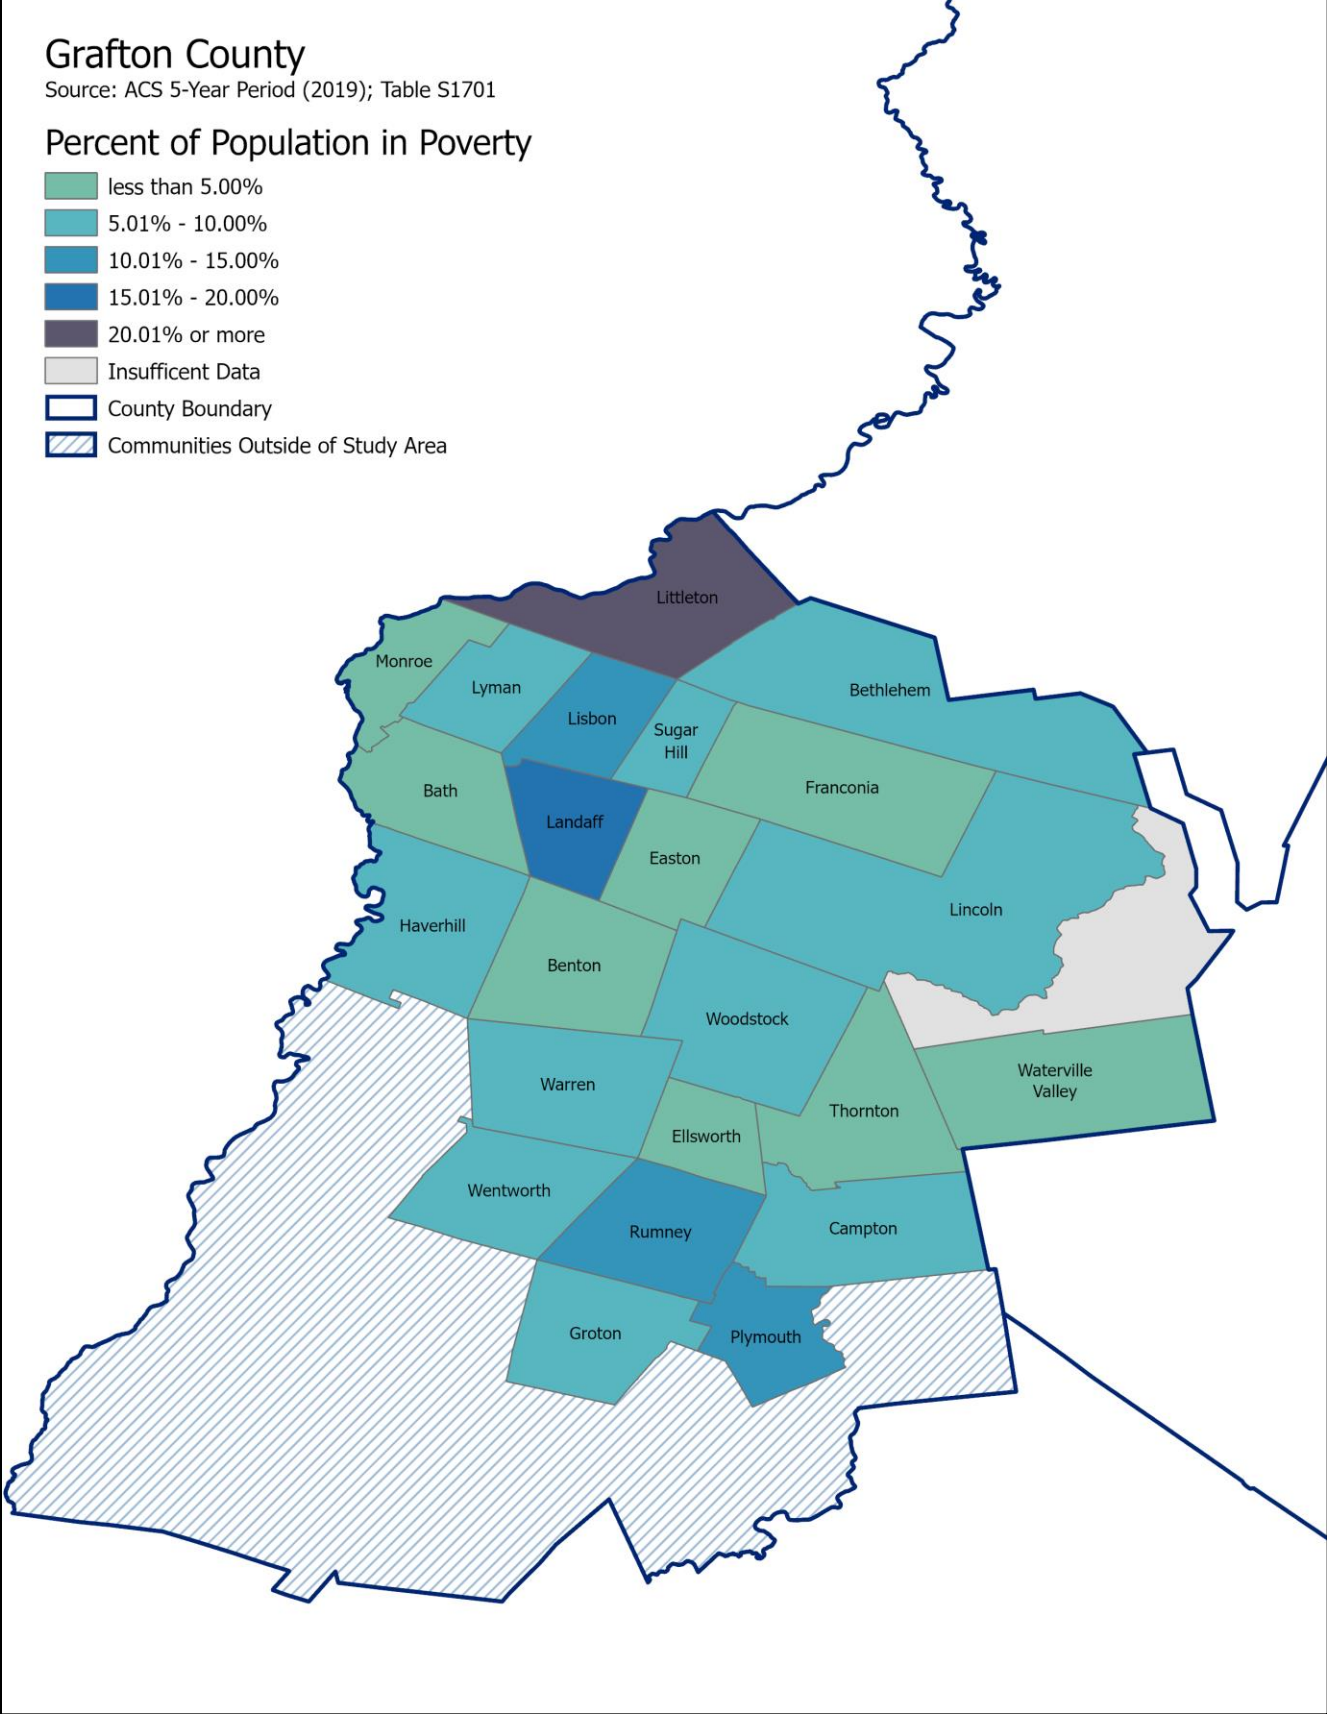 Grafton County
Source: ACS 5-Year Period (2019); Table S1701
Percent of Population in Poverty
less than 5.00%
5.01% - 10.00%
10.01% - 15.00%
15.01% - 20.00%
20.01% or more
Insufficent Data
County Boundary
Communities Outside of Study Area
Littleton
Monroe
Lyman
Bethlehem
Lisbon
Sugar
Hill
Bath
Franconia
Landaff
Easton
Lincoln
Haverhill
Benton
Woodstock
Warren
Waterville
Valley
Thornton
Ellsworth
Wentworth
Rumney
Campton
Groton
Plymouth